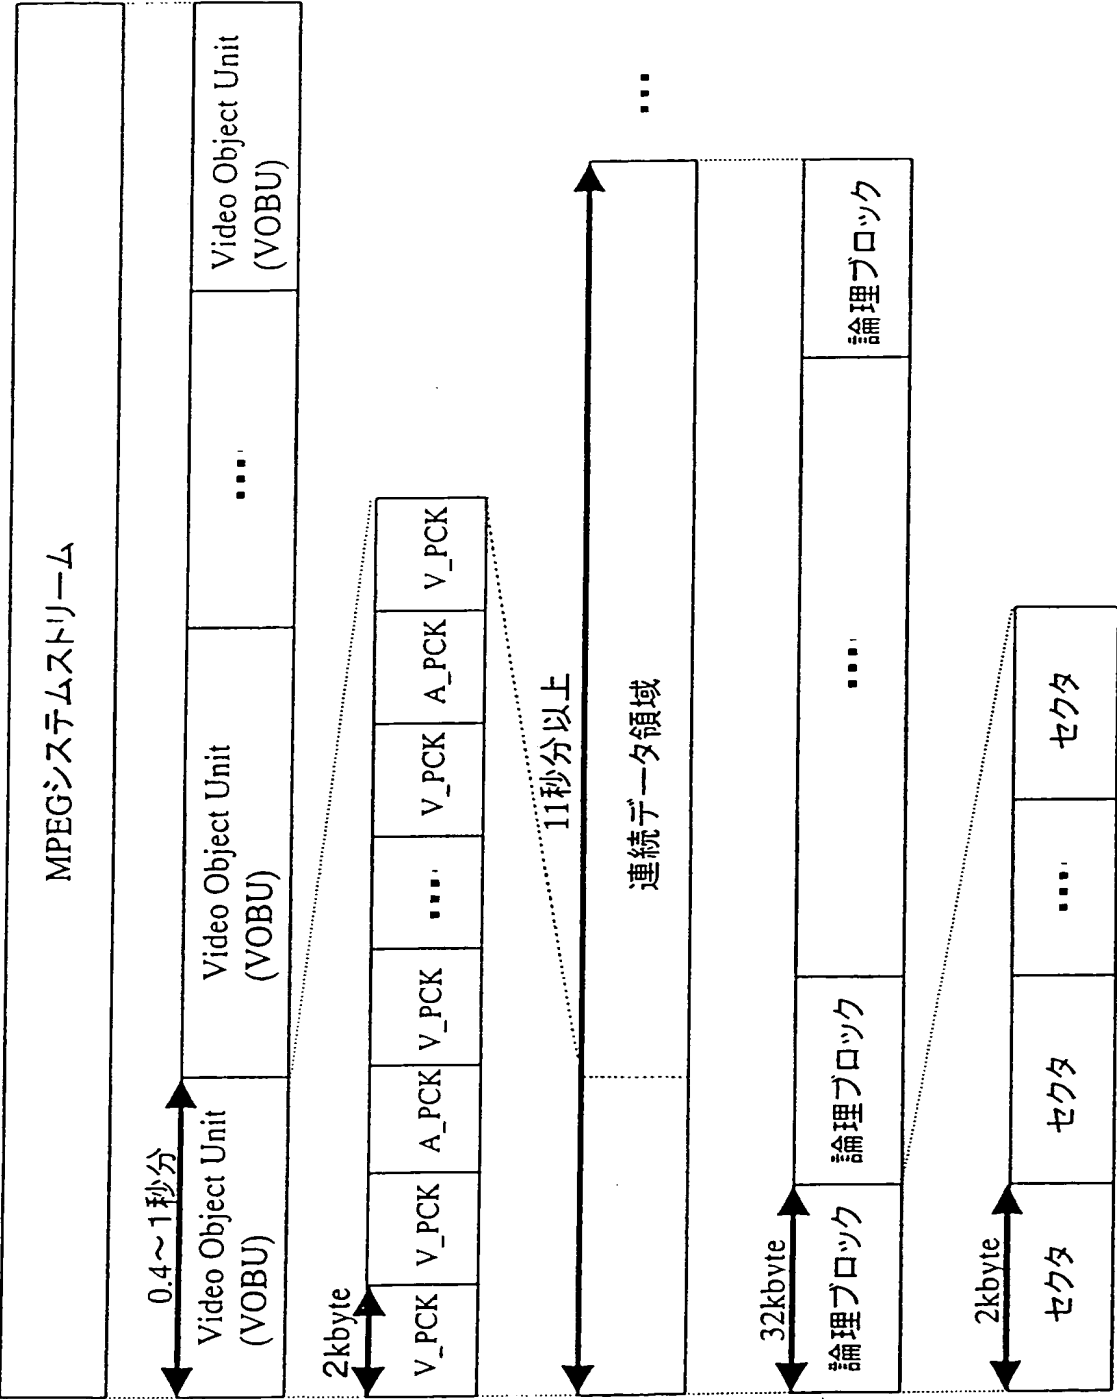 MPEGシステムストリーム
0.4～1秒分
Video Object Unit
(VOBU)
Video Object Unit
(VOBU)
....
Video Object Unit
(VOBU)
2kbyte
V_PCK
V_PCK
A_PCK
V_PCK
....
V_PCK
A_PCK
V_PCK
11秒分以上
連続データ領域
...
32kbyte
論理ブロック
論理ブロック
....
論理ブロック
2kbyte
セクタ
セクタ
....
セクタ